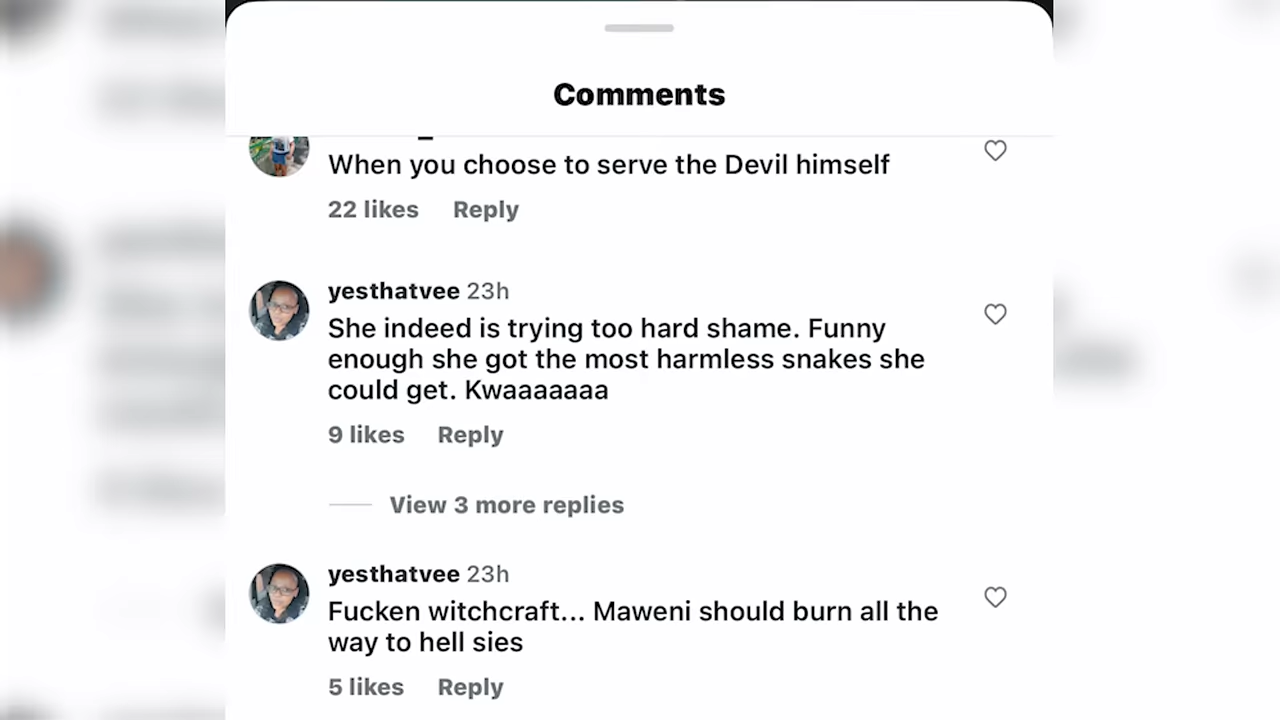 Comments
When you choose to serve the Devil himself
22 likes Reply
yesthatvee 23h
She indeed is trying too hard shame. Funny
enough she got the most harmless snakes she
could get. Kwaaaaaaa
9 likes Reply
View 3 more replies
yesthatvee 23h
Fucken witchcraft... Maweni should burn all the
way to hell sies
5 likes Reply